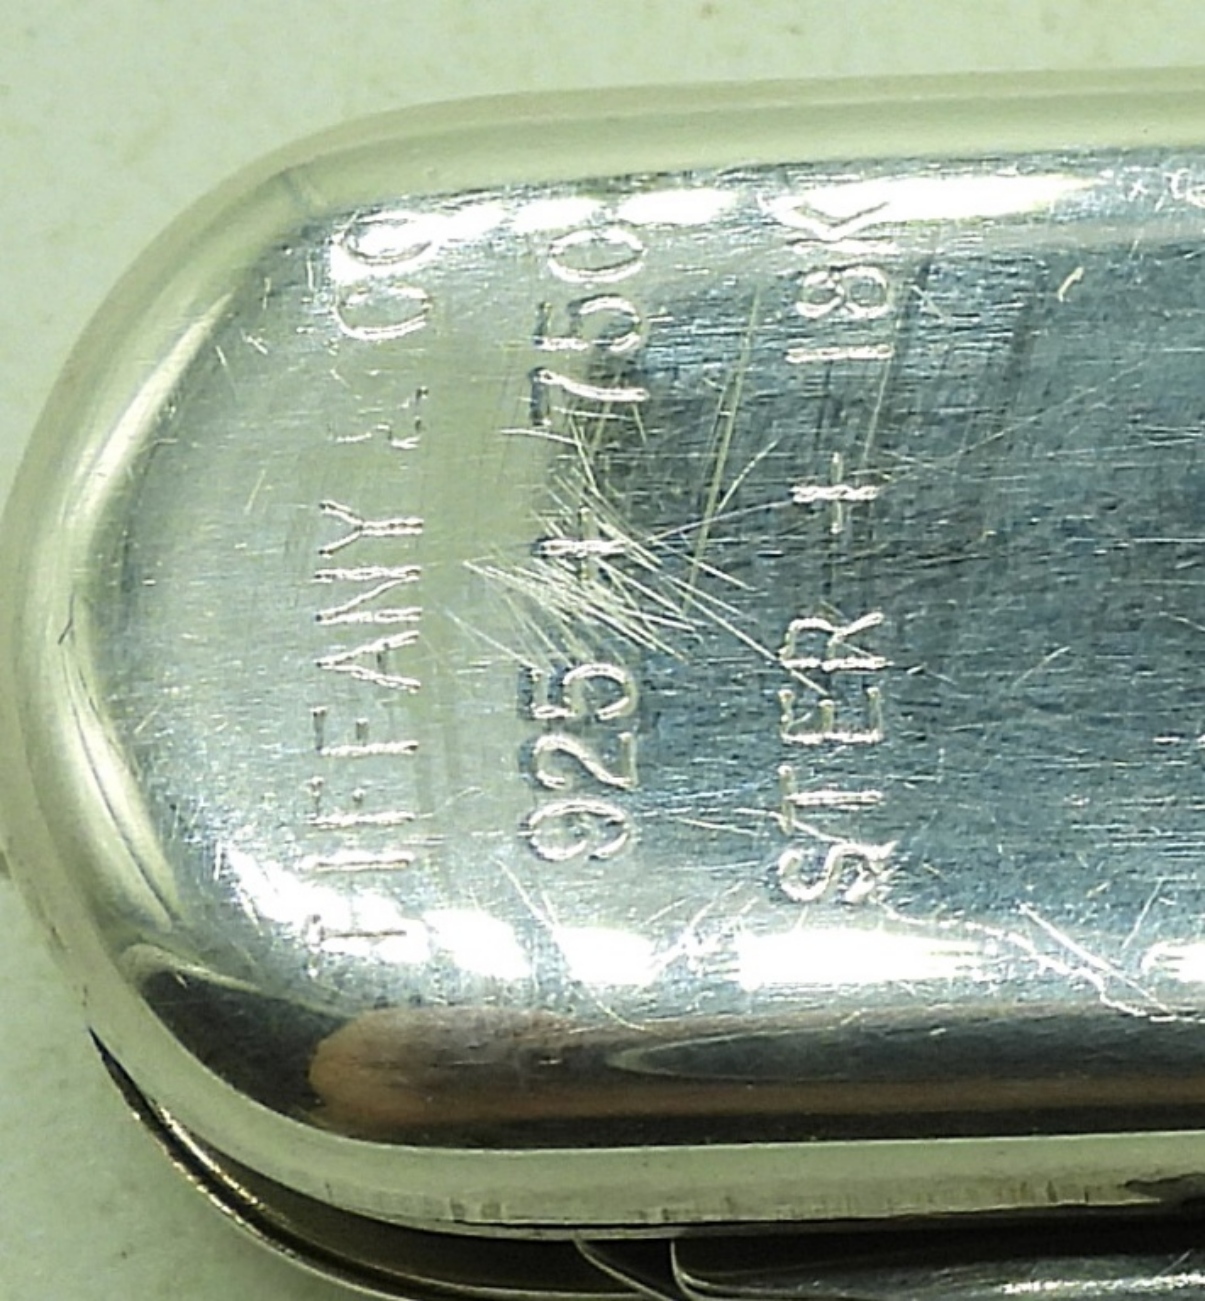 TIFFANY & CO
925 + 750
STER + 18K